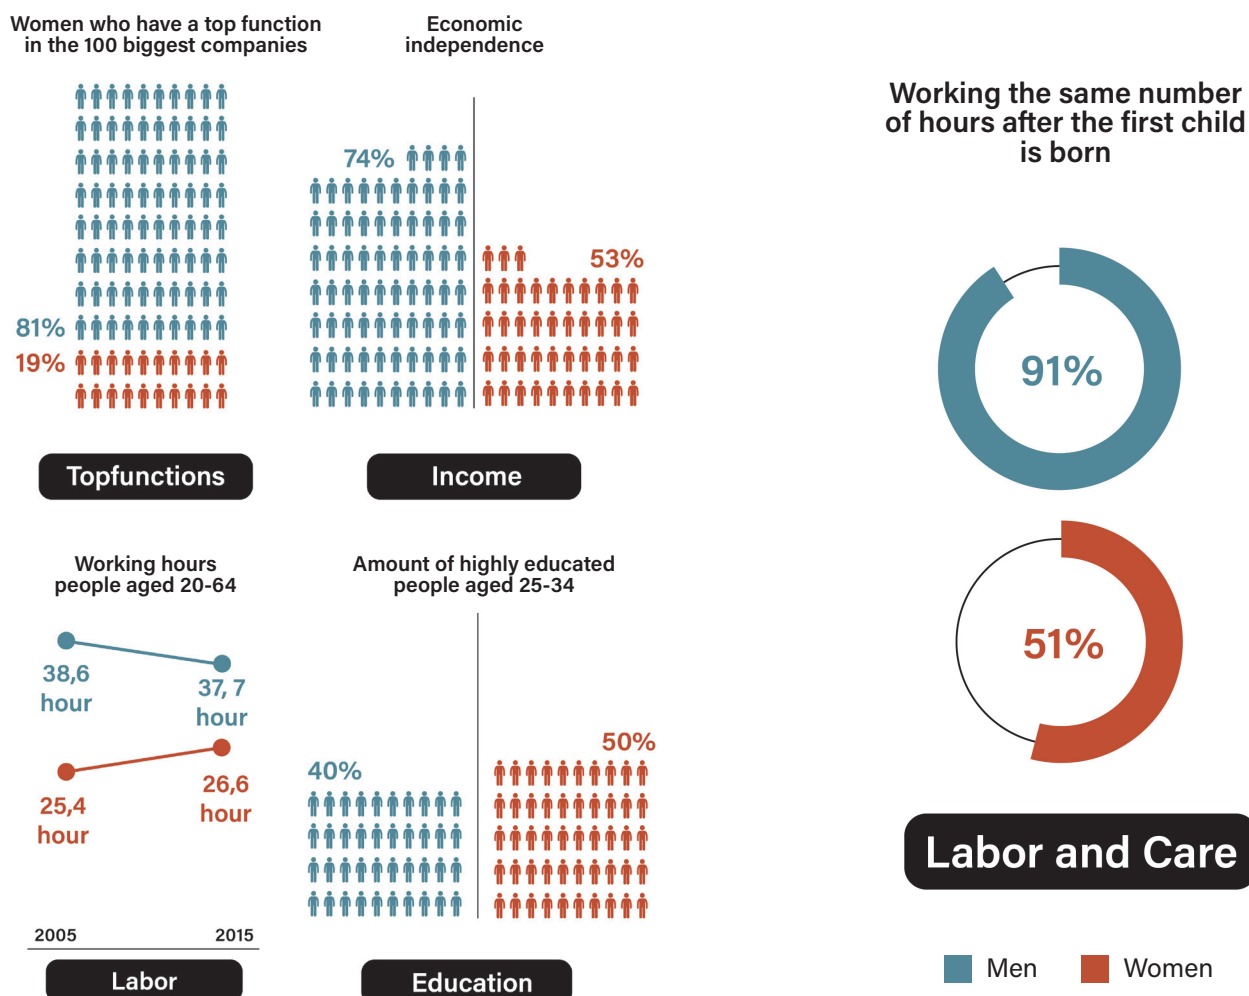 Women who have a top function
in the 100 biggest companies
81%
19%
Topfunctions
Economic
independence
74%
53%
Income
Working hours
people aged 20-64
38,6
hour
37, 7
hour
25,4
hour
26,6
hour
2005
2015
Labor
Amount of highly educated
people aged 25-34
40%
50%
Education
Working the same number
of hours after the first child
is born
91%
51%
Labor and Care
Men
Women